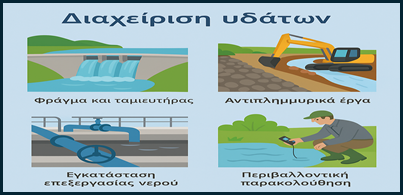 Διαχείριση υδάτων
Φράγμα και ταμιευτήρας
Αντιπλημμυρικά έργα
Εγκατάσταση
επεξεργασίας νερού
Περιβαλλοντική
παρακολούθηση